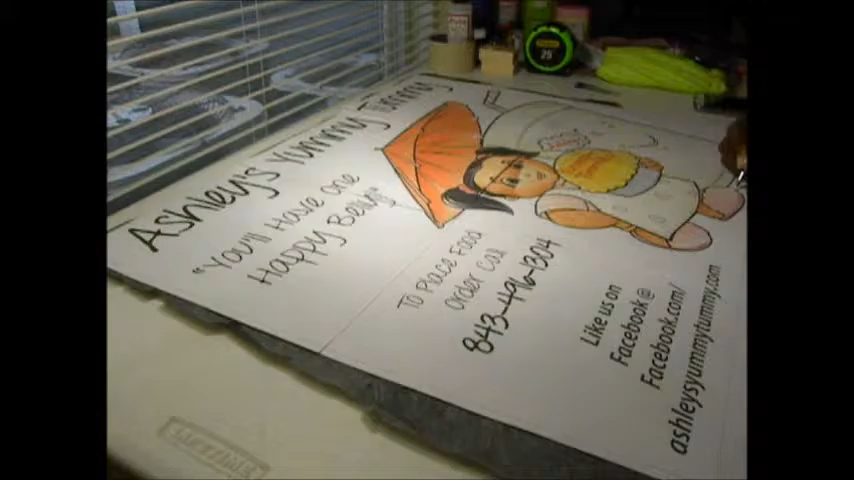 Ashley's Yummy Tummy
"You'll Have one
Happy Belly!"
To Place Food
Order Call
843-496-1304
Like us on
Facebook@
Facebook.com/
ashleysyummytummy.com
25